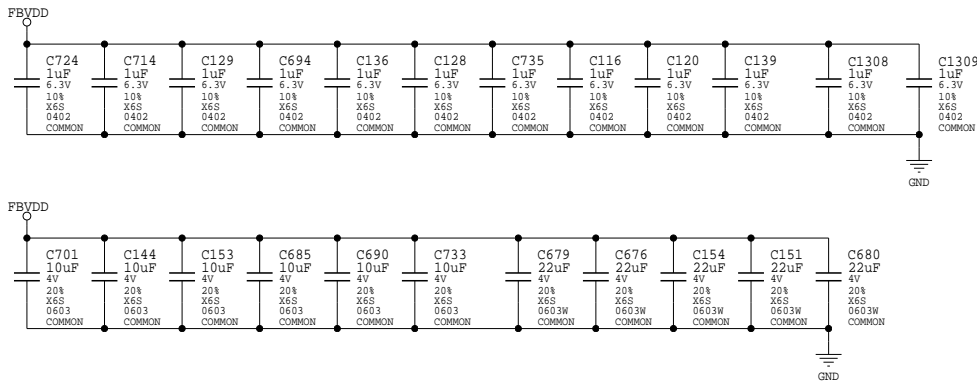 FBVDD
C724 C714 C129 C694 C136 C128 C735 C116 C120 C139 C1308 C1309
1uF 1uF 1uF 1uF 1uF 1uF 1uF 1uF 1uF 1uF 1uF 1uF
6.3V 6.3V 6.3V 6.3V 6.3V 6.3V 6.3V 6.3V 6.3V 6.3V 6.3V 6.3V
10% 10% 10% 10% 10% 10% 10% 10% 10% 10% 10% 10%
X6S X6S X6S X6S X6S X6S X6S X6S X6S X6S X6S X6S
0402 0402 0402 0402 0402 0402 0402 0402 0402 0402 0402 0402
COMMON COMMON COMMON COMMON COMMON COMMON COMMON COMMON COMMON COMMON COMMON COMMON
GND
FBVDD
C701 C144 C153 C685 C690 C733 C679 C676 C154 C151 C680
10uF 10uF 10uF 10uF 10uF 10uF 22uF 22uF 22uF 22uF 22uF
4V 4V 4V 4V 4V 4V 4V 4V 4V 4V 4V
20% 20% 20% 20% 20% 20% 20% 20% 20% 20% 20%
X6S X6S X6S X6S X6S X6S X6S X6S X6S X6S X6S
0603 0603 0603 0603 0603 0603 0603W 0603W 0603W 0603W 0603W
COMMON COMMON COMMON COMMON COMMON COMMON COMMON COMMON COMMON COMMON COMMON
GND